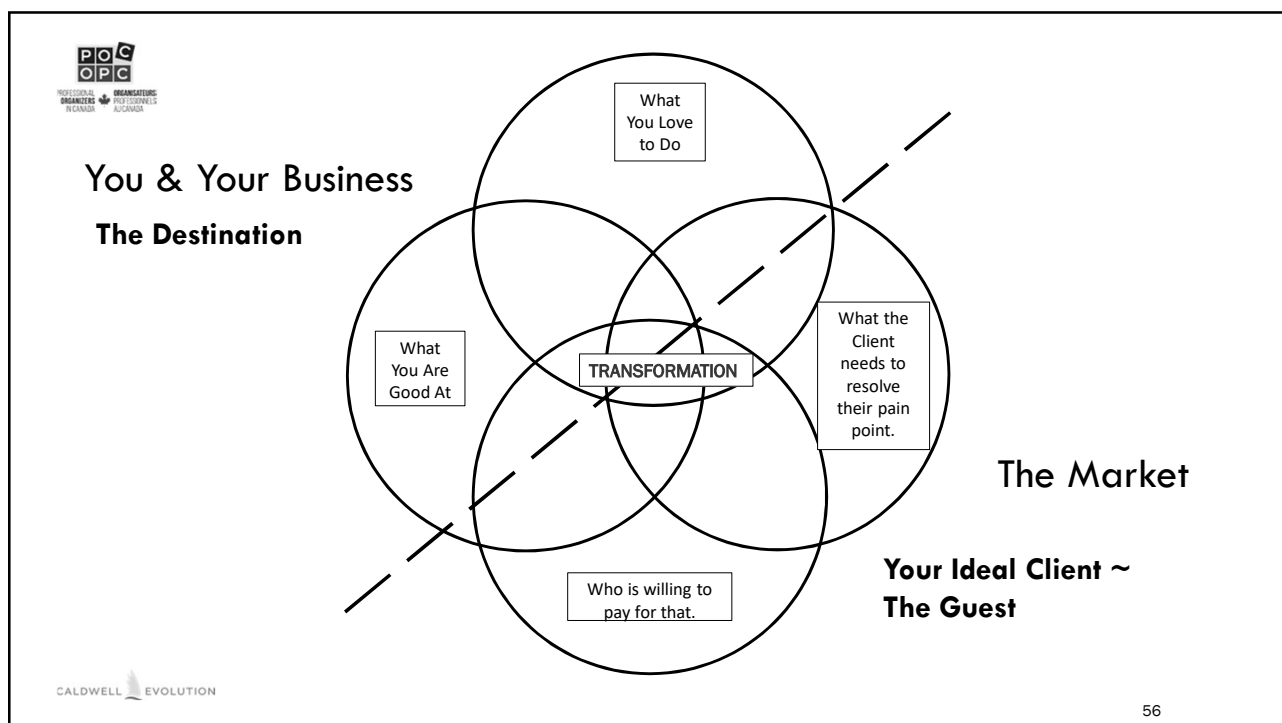 POC
OPC
PROFESSIONAL
ORGANIZERS
IN CANADA
ORGANISATEURS
PROFESSIONNELS
AU CANADA
What
You Love
to Do
You & Your Business
The Destination
What
You Are
Good At
TRANSFORMATION
What the
Client
needs to
resolve
their pain
point.
The Market
Your Ideal Client ~
The Guest
Who is willing to
pay for that.
CALDWELL EVOLUTION
56